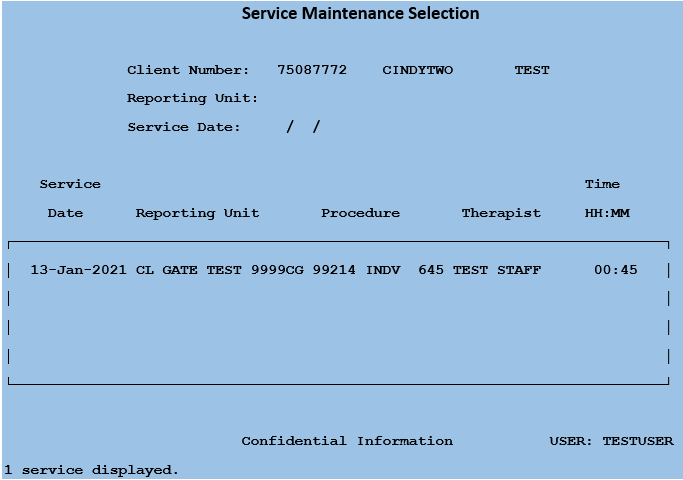 Service Maintenance Selection
Client Number: 75087772 CINDYTWO TEST
Reporting Unit:
Service Date: / /
Service Time
Date Reporting Unit Procedure Therapist HH:MM
13-Jan-2021 CL GATE TEST 9999CG 99214 INDV 645 TEST STAFF 00:45
Confidential Information USER: TESTUSER
1 service displayed.